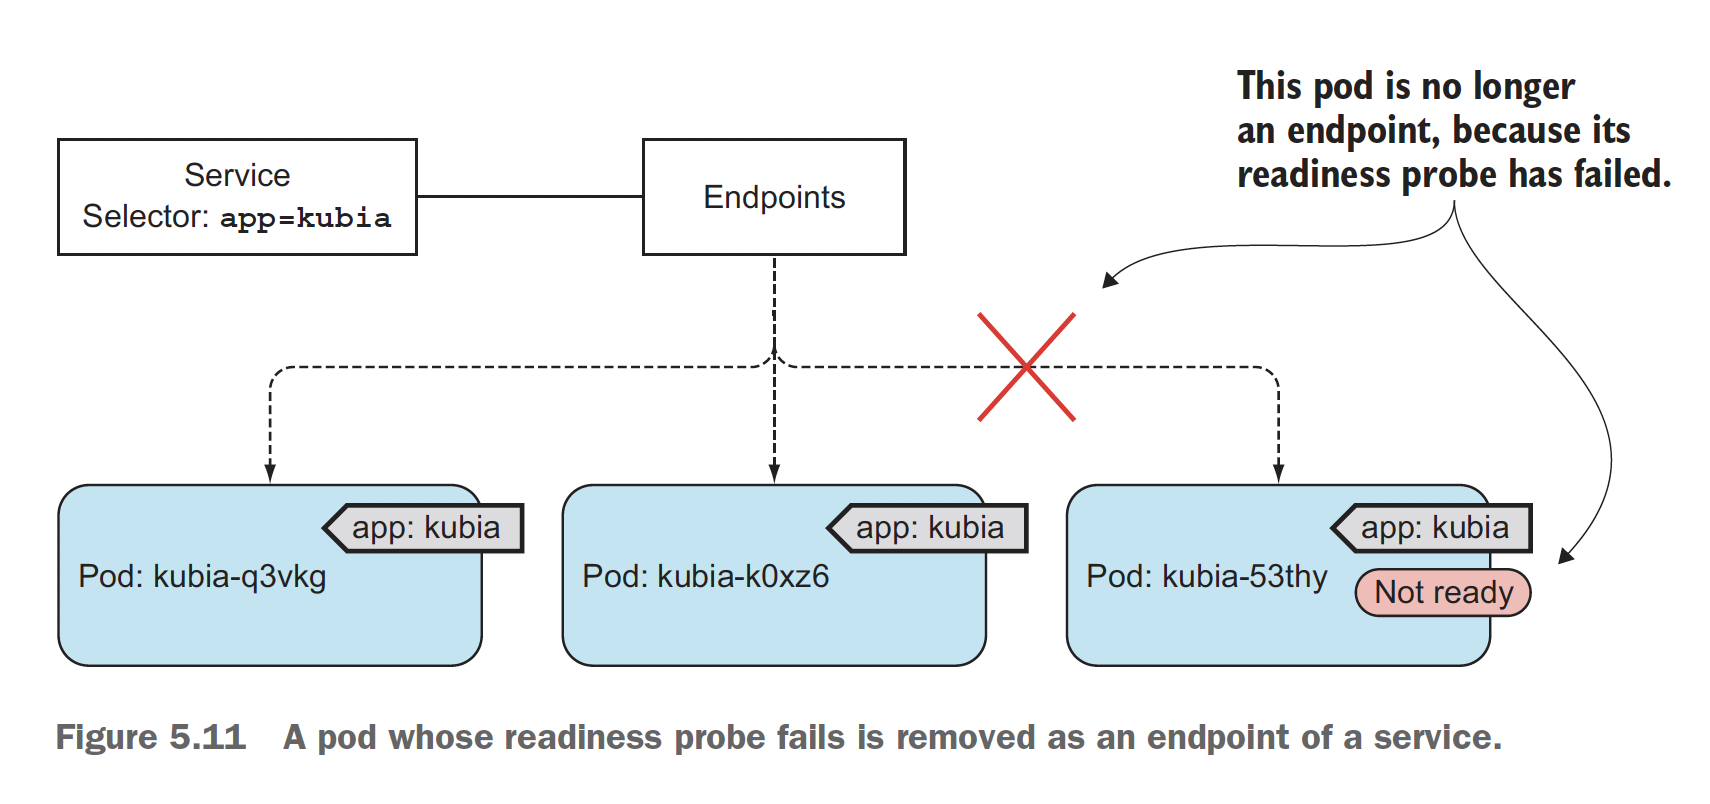 This pod is no longer
an endpoint, because its
readiness probe has failed.
Service
Selector: app=kubia
Endpoints
app: kubia
Pod: kubia-q3vkg
app: kubia
Pod: kubia-k0xz6
app: kubia
Pod: kubia-53thy
Not ready
Figure 5.11 A pod whose readiness probe fails is removed as an endpoint of a service.